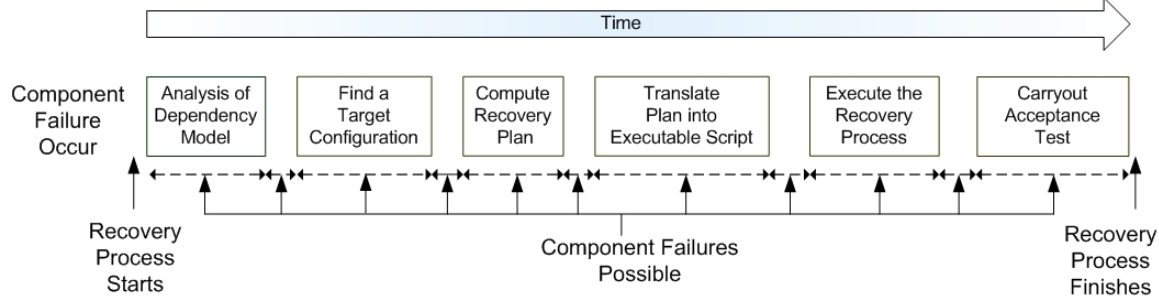 Time
Component
Failure
Occur
Analysis of
Dependency
Model
Find a
Target
Configuration
Compute
Recovery
Plan
Translate
Plan into
Executable Script
Execute the
Recovery
Process
Carryout
Acceptance
Test
Recovery
Process
Starts
Component Failures
Possible
Recovery
Process
Finishes